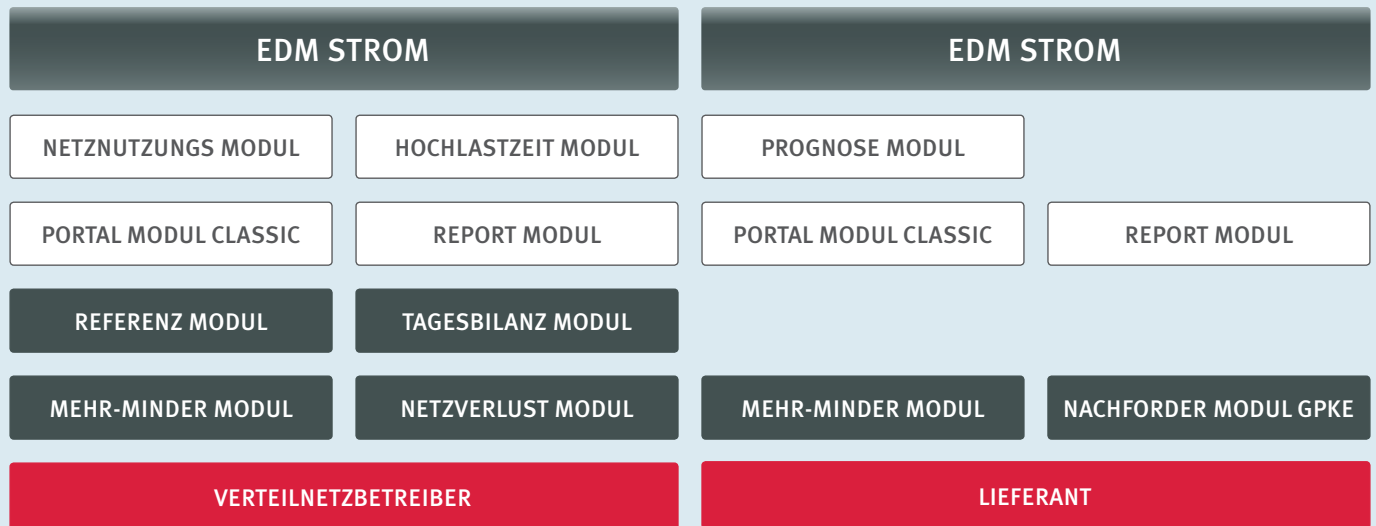 EDM STROM
EDM STROM
NETZNUTZUNGS MODUL
HOCHLASTZEIT MODUL
PROGNOSE MODUL
PORTAL MODUL CLASSIC
REPORT MODUL
PORTAL MODUL CLASSIC
REPORT MODUL
REFERENZ MODUL
TAGESBILANZ MODUL
MEHR-MINDER MODUL
NETZVERLUST MODUL
MEHR-MINDER MODUL
NACHFORDER MODUL GPKE
VERTEILNETZBETREIBER
LIEFERANT